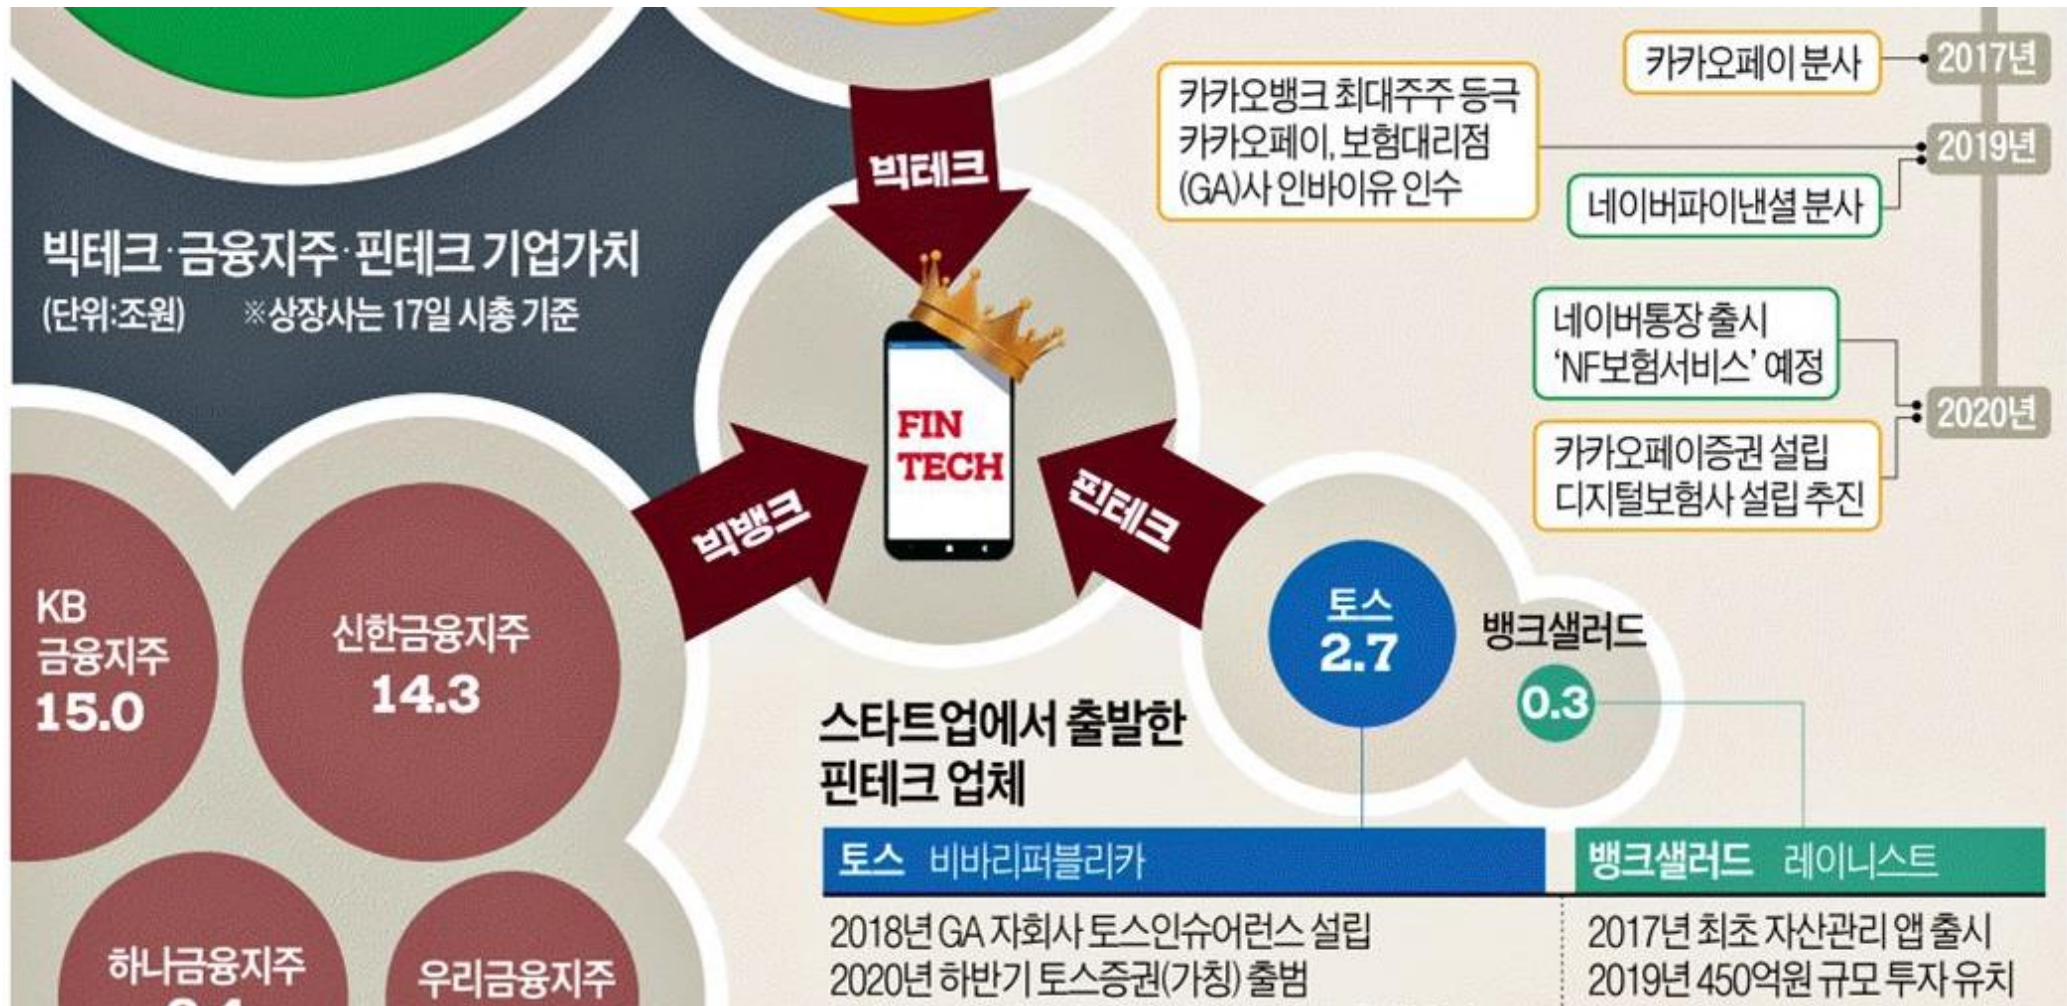 카카오페이 분사
2017년
카카오뱅크 최대주주 등극
카카오페이, 보험대리점
(GA)사 인바이유 인수
2019년
네이버파이낸셜 분사
네이버통장 출시
‘NF보험서비스’ 예정
2020년
카카오페이증권 설립
디지털보험사 설립 추진
빅테크
빅테크·금융지주·핀테크 기업가치
(단위:조원) ※상장사는 17일 시총 기준
FIN
TECH
빅뱅크
핀테크
KB
금융지주
15.0
신한금융지주
14.3
하나금융지주
우리금융지주
토스
2.7
뱅크샐러드
0.3
스타트업에서 출발한
핀테크 업체
토스 비바리퍼블리카
2018년 GA 자회사 토스인슈어런스 설립
2020년 하반기 토스증권(가칭) 출범
뱅크샐러드 레이니스트
2017년 최초 자산관리 앱 출시
2019년 450억원 규모 투자 유치